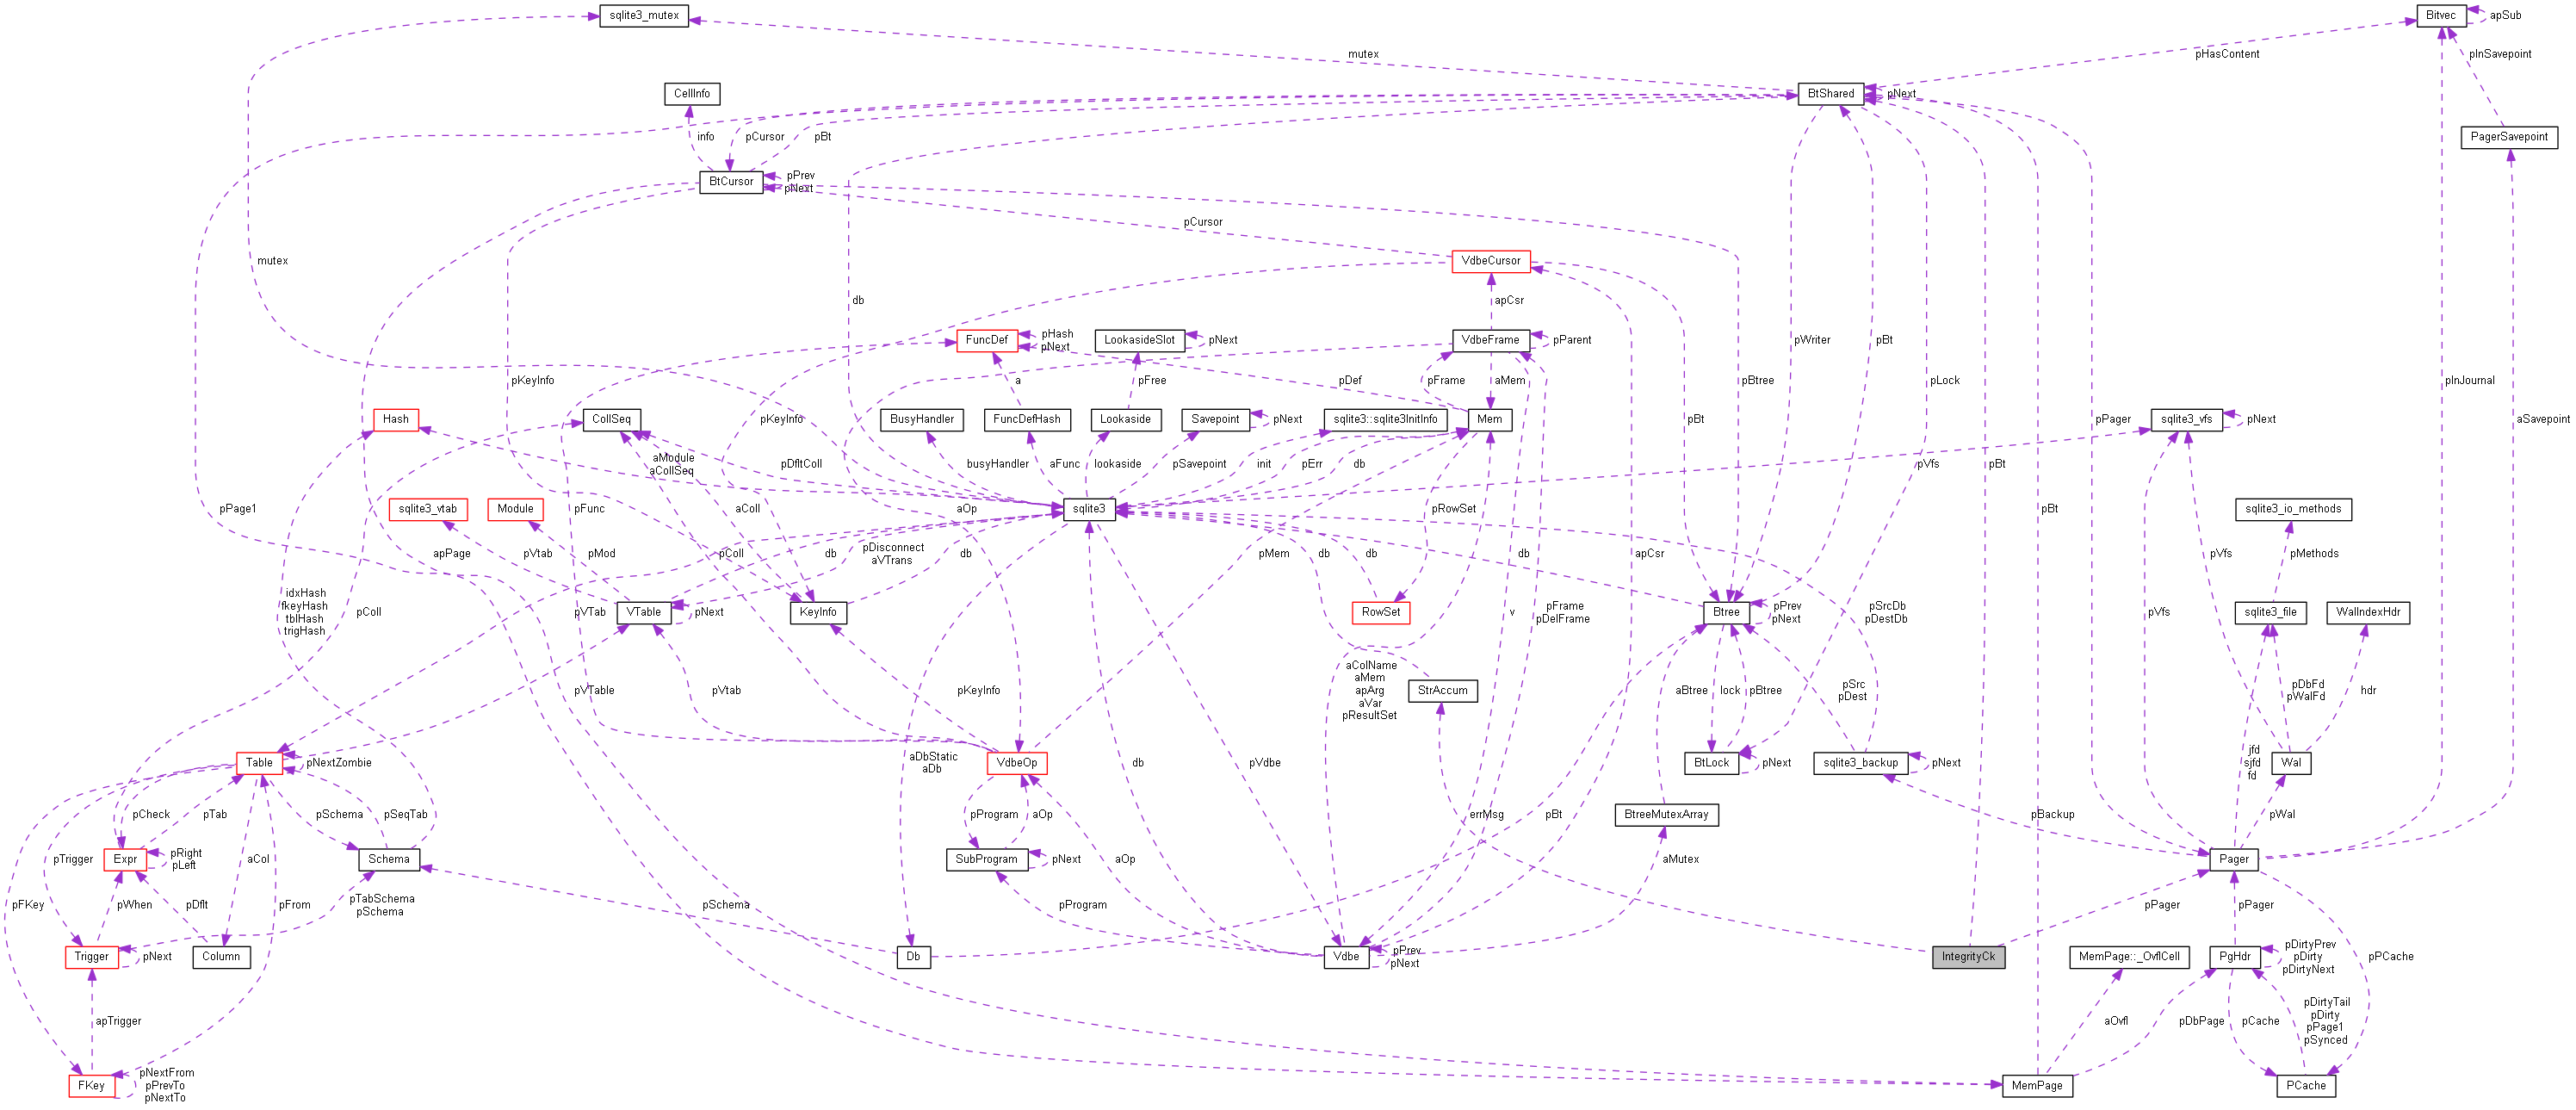 sqlite3_mutex
Bitvec
apSub
mutex
pHasContent
pInSavepoint
CellInfo
BtShared
pNext
info
pCursor
pBt
PagerSavepoint
BtCursor
pPrev
pNext
pCursor
mutex
VdbeCursor
db
apCsr
FuncDef
pHash
pNext
LookasideSlot
pNext
VdbeFrame
pParent
pWriter
pBt
pKeyInfo
a
pFree
pDef
pFrame
aMem
pBtree
pLock
pInJournal
Hash
CollSeq
pKeyInfo
BusyHandler
FuncDefHash
Lookaside
Savepoint
pNext
sqlite3::sqlite3InitInfo
Mem
pBt
pPager
sqlite3_vfs
pNext
aSavepoint
aModule
aCollSeq
pDfltColl
busyHandler
aFunc
lookaside
pSavepoint
init
pErr
db
pVfs
pBt
sqlite3_vtab
Module
pPage1
pFunc
aColl
aOp
sqlite3
pRowSet
pBt
sqlite3_io_methods
apPage
pVtab
pMod
pColl
db
pDisconnect
aVTrans
db
pMem
db
db
apCsr
db
pVfs
pMethods
idxHash
fkeyHash
tblHash
trigHash
pColl
pVTab
VTable
pNext
KeyInfo
RowSet
v
pFrame
pDelFrame
Btree
pPrev
pNext
pSrcDb
pDestDb
pVfs
sqlite3_file
WalIndexHdr
pVTable
pVtab
pKeyInfo
aColName
aMem
apArg
aVar
pResultSet
StrAccum
aBtree
lock
pBtree
pSrc
pDest
pDbFd
pWalFd
hdr
Table
pNextZombie
aDbStatic
aDb
VdbeOp
pVdbe
db
BtLock
pNext
sqlite3_backup
pNext
jfd
sjfd
fd
Wal
pCheck
pTab
pSchema
pSeqTab
pProgram
aOp
pBt
errMsg
BtreeMutexArray
pBackup
pWal
pTrigger
Expr
pRight
pLeft
aCol
Schema
SubProgram
pNext
aOp
aMutex
Pager
pFKey
pWhen
pDflt
pFrom
pTabSchema
pSchema
pSchema
pProgram
pPager
pPager
Trigger
pNext
Column
Db
Vdbe
pPrev
pNext
IntegrityCk
MemPage::_OvflCell
PgHdr
pDirtyPrev
pDirty
pDirtyNext
pPCache
apTrigger
aOvfl
pDbPage
pCache
pDirtyTail
pDirty
pPage1
pSynced
FKey
pNextFrom
pPrevTo
pNextTo
MemPage
PCache